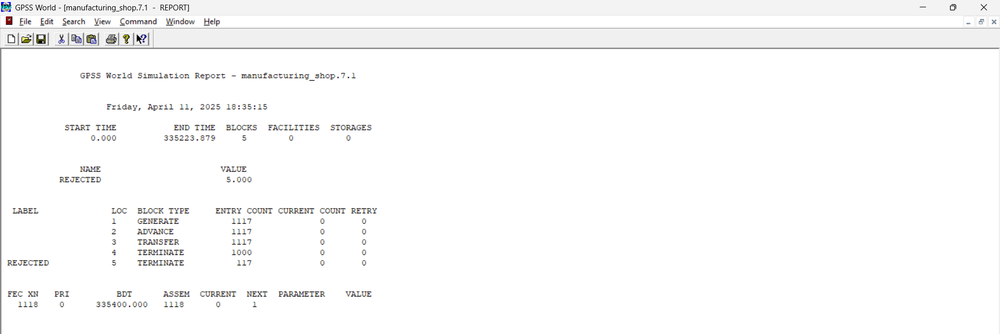 GPSS World - [manufacturing_shop.7.1 - REPORT]
File Edit Search View Command Window Help
GPSS World Simulation Report - manufacturing_shop.7.1
Friday, April 11, 2025 18:35:15
START TIME END TIME BLOCKS FACILITIES STORAGES
0.000 335223.879 5 0 0
NAME VALUE
REJECTED 5.000
LABEL LOC BLOCK TYPE ENTRY COUNT CURRENT COUNT RETRY
1 GENERATE 1117 0 0
2 ADVANCE 1117 0 0
3 TRANSFER 1117 0 0
4 TERMINATE 1000 0 0
REJECTED 5 TERMINATE 117 0 0
FEC XN PRI BDT ASSEM CURRENT NEXT PARAMETER VALUE
1118 0 335400.000 1118 0 1